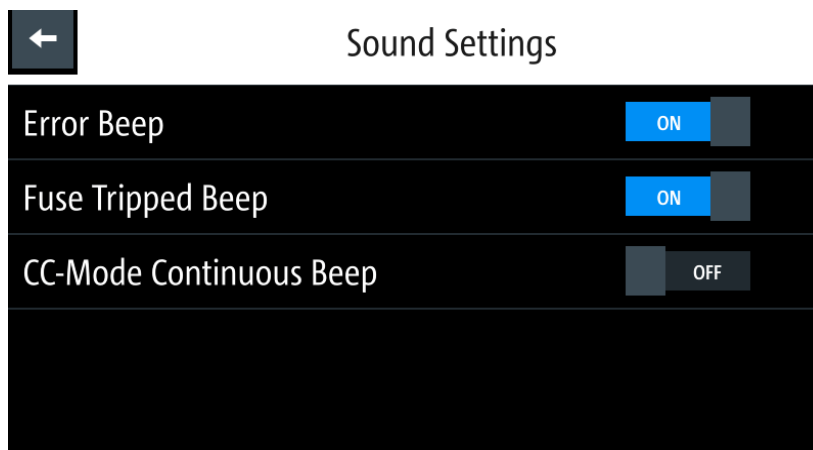 Sound Settings
Error Beep ON
Fuse Tripped Beep ON
CC-Mode Continuous Beep OFF